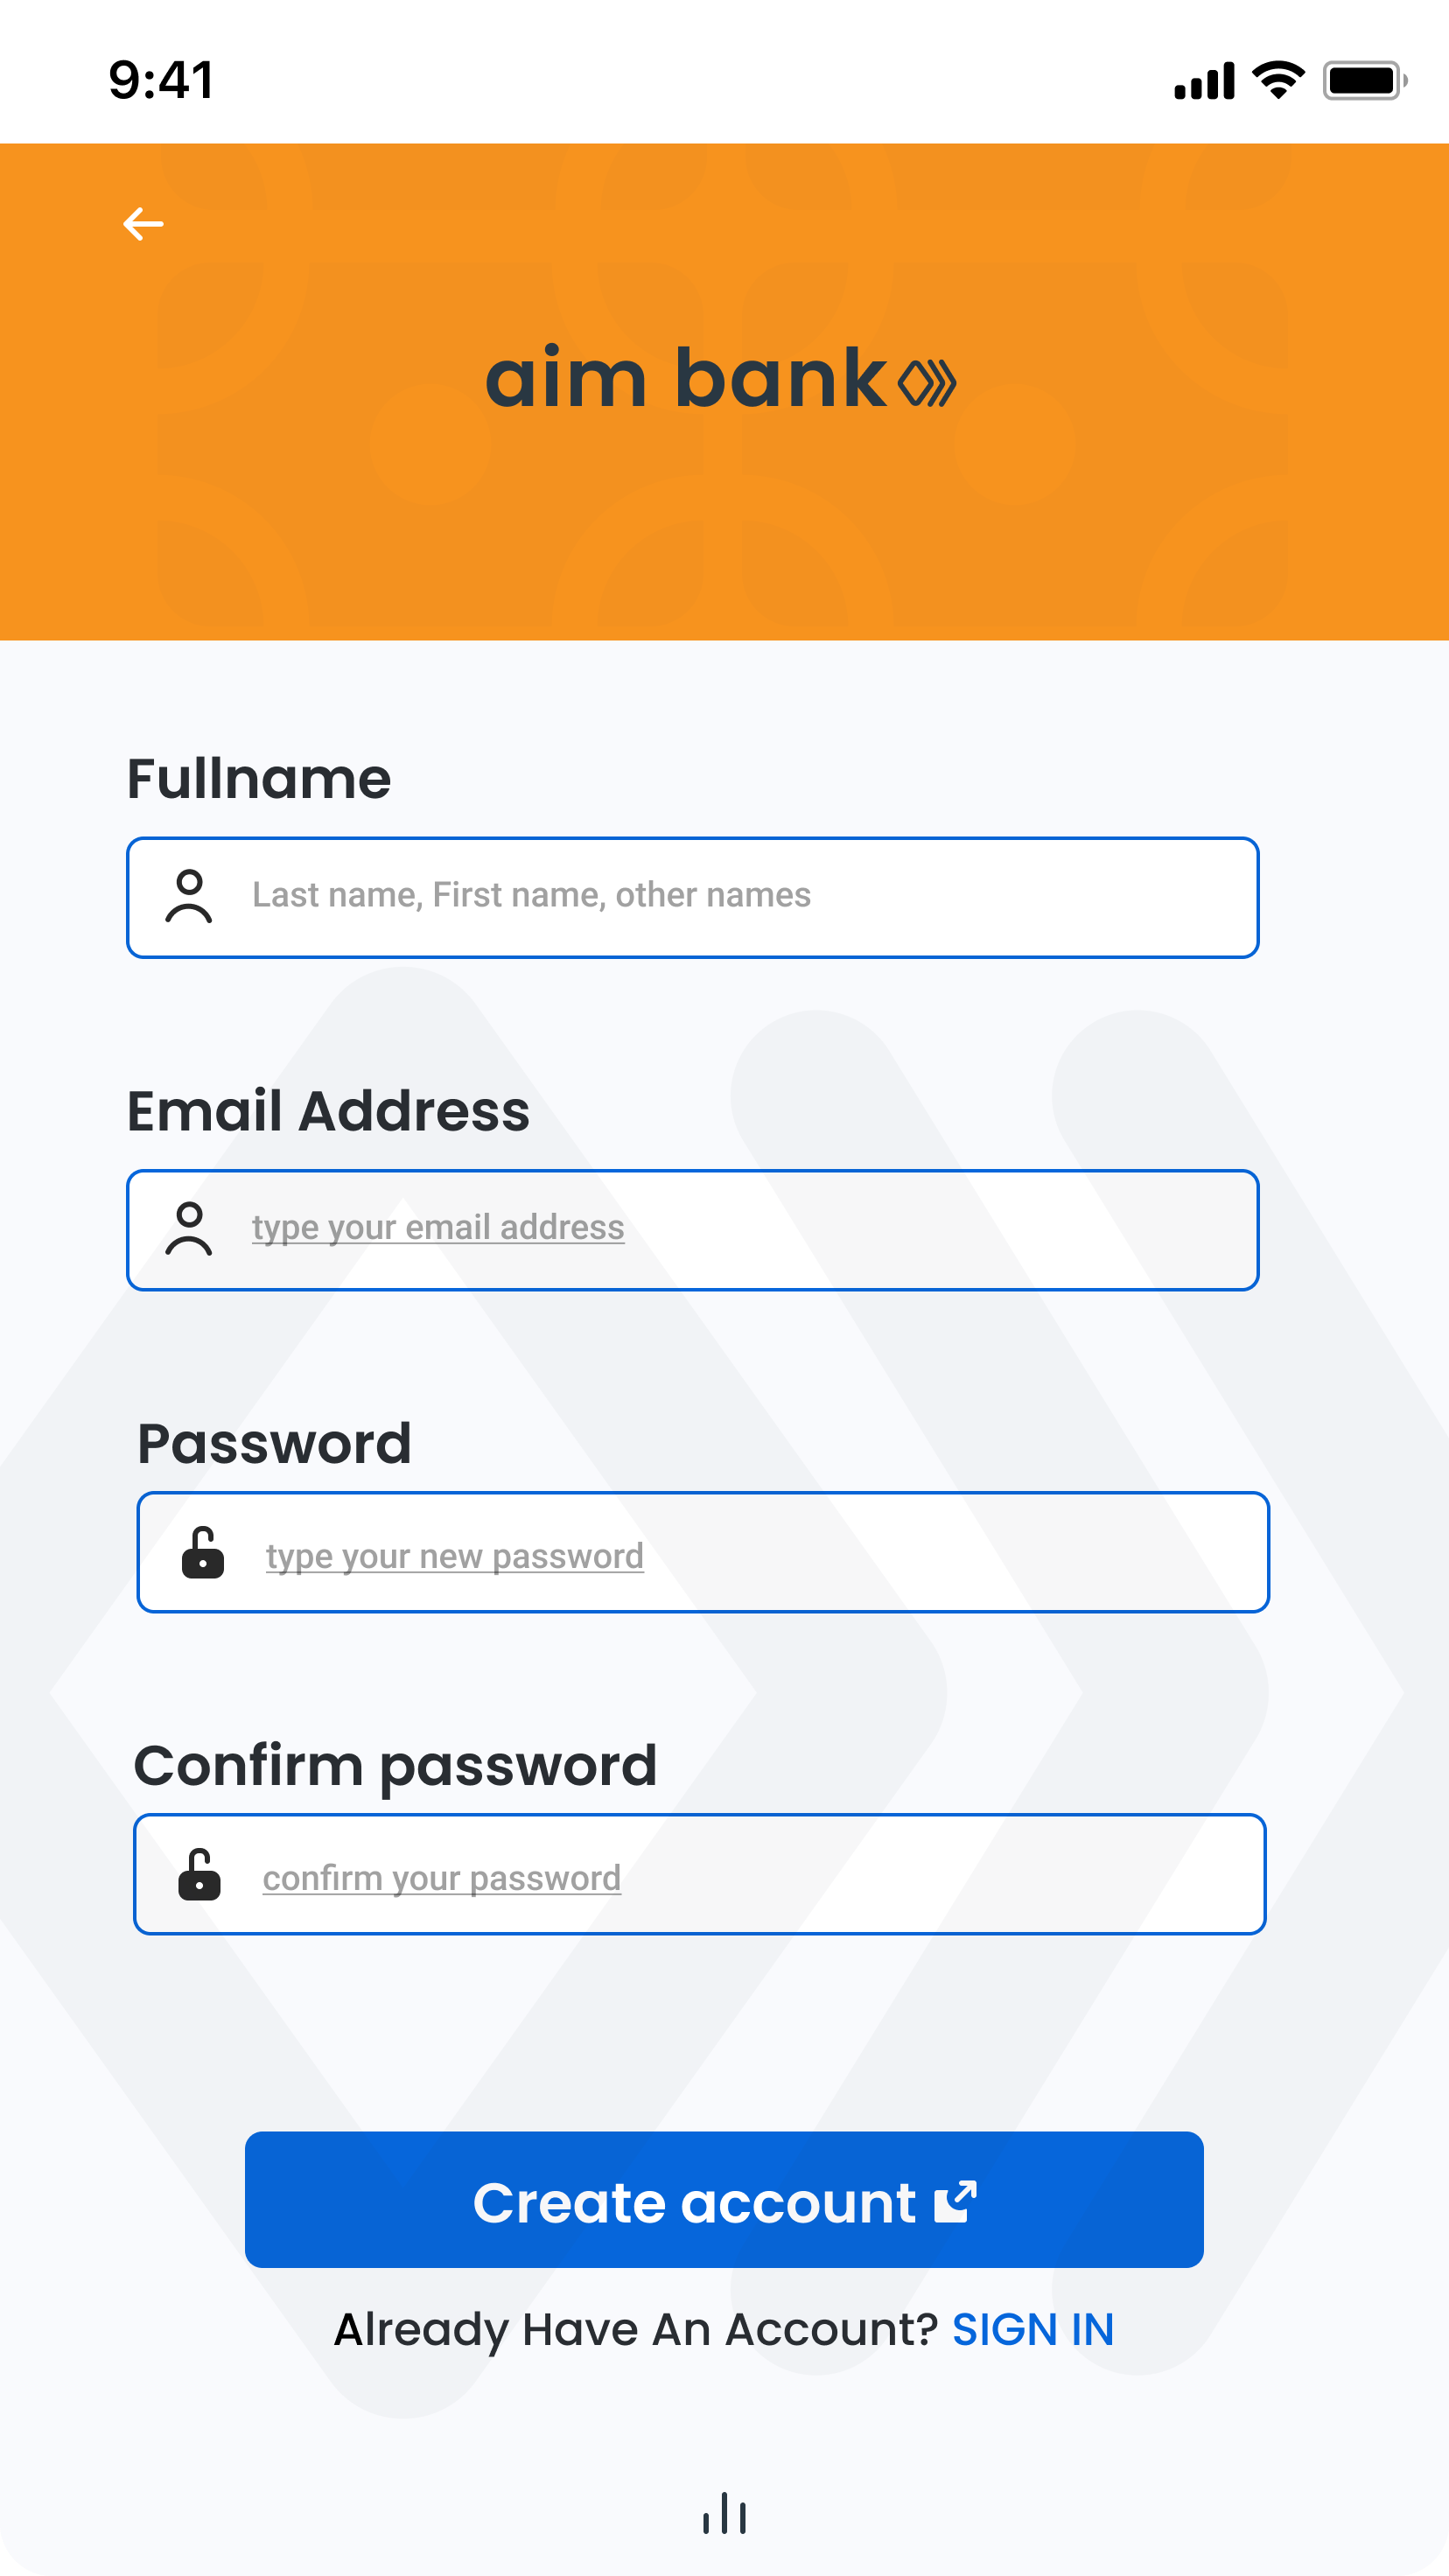 9:41
aim bank
Fullname
Last name, First name, other names
Email Address
type your email address
Password
type your new password
Confirm password
confirm your password
Create account
Already Have An Account? SIGN IN